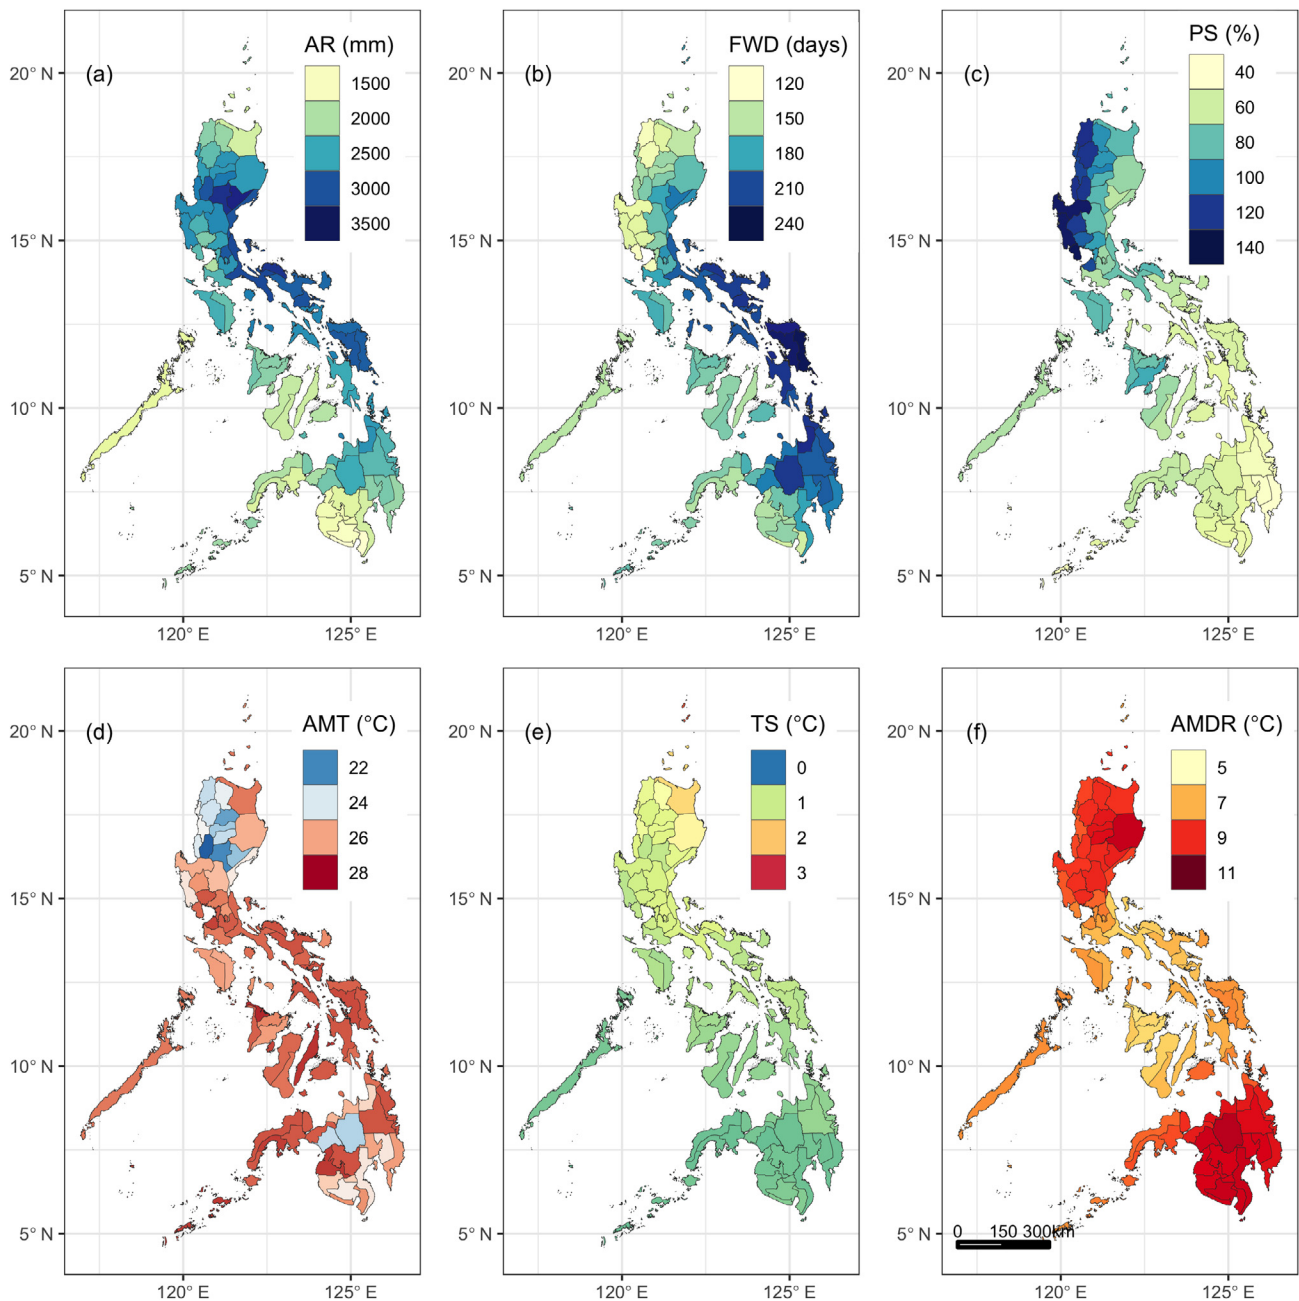 (a)
AR (mm)
1500
2000
2500
3000
3500
20° N
15° N
10° N
5° N
120° E
125° E
(b)
FWD (days)
120
150
180
210
240
20° N
15° N
10° N
5° N
120° E
125° E
(c)
PS (%)
40
60
80
100
120
140
20° N
15° N
10° N
5° N
120° E
125° E
(d)
AMT (°C)
22
24
26
28
20° N
15° N
10° N
5° N
120° E
125° E
(e)
TS (°C)
0
1
2
3
20° N
15° N
10° N
5° N
120° E
125° E
(f)
AMDR (°C)
5
7
9
11
20° N
15° N
10° N
5° N
0 150 300km
120° E
125° E